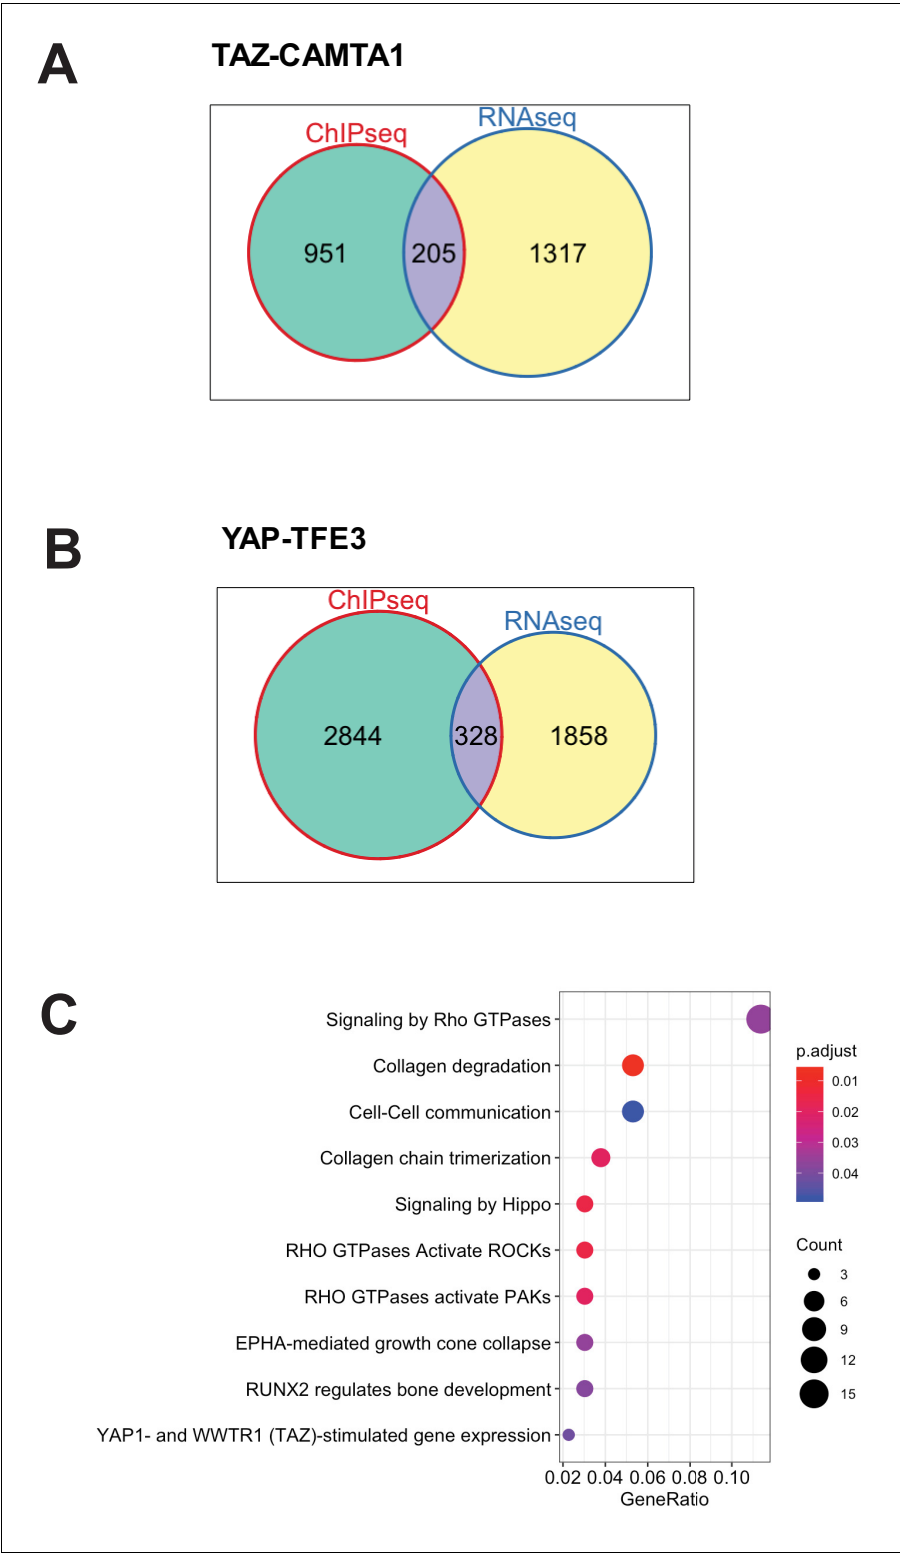 A
TAZ-CAMTA1
ChIPseq
RNAseq
951
205
1317
B
YAP-TFE3
ChIPseq
RNAseq
2844
328
1858
C
Signaling by Rho GTPases
Collagen degradation
Cell-Cell communication
Collagen chain trimerization
Signaling by Hippo
RHO GTPases Activate ROCKs
RHO GTPases activate PAKs
EPHA-mediated growth cone collapse
RUNX2 regulates bone development
YAP1- and WWTR1 (TAZ)-stimulated gene expression
0.02 0.04 0.06 0.08 0.10
GeneRatio
p.adjust
0.01
0.02
0.03
0.04
Count
3
6
9
12
15